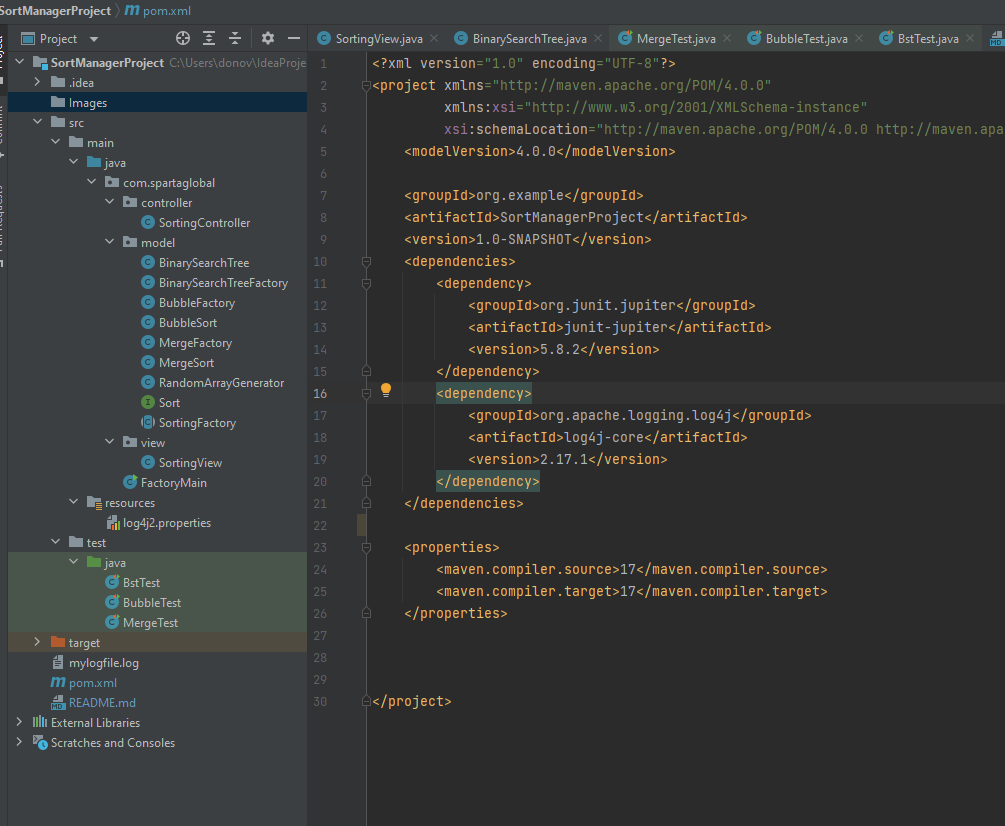 SortManagerProject
pom.xml
Project
SortingView.java
BinarySearchTree.java
MergeTest.java
BubbleTest.java
BstTest.java
SortManagerProject C:\Users\donov\IdeaProje
.idea
Images
src
main
java
com.spartaglobal
controller
SortingController
model
BinarySearchTree
BinarySearchTreeFactory
BubbleFactory
BubbleSort
MergeFactory
MergeSort
RandomArrayGenerator
Sort
SortingFactory
view
SortingView
FactoryMain
resources
log4j2.properties
test
java
BstTest
BubbleTest
MergeTest
target
mylogfile.log
pom.xml
README.md
External Libraries
Scratches and Consoles
1 <?xml version="1.0" encoding="UTF-8"?>
2 <project xmlns="http://maven.apache.org/POM/4.0.0"
3 xmlns:xsi="http://www.w3.org/2001/XMLSchema-instance"
4 xsi:schemaLocation="http://maven.apache.org/POM/4.0.0 http://maven.apa
5 <modelVersion>4.0.0</modelVersion>
6
7 <groupId>org.example</groupId>
8 <artifactId>SortManagerProject</artifactId>
9 <version>1.0-SNAPSHOT</version>
10 <dependencies>
11 <dependency>
12 <groupId>org.junit.jupiter</groupId>
13 <artifactId>junit-jupiter</artifactId>
14 <version>5.8.2</version>
15 </dependency>
16 <dependency>
17 <groupId>org.apache.logging.log4j</groupId>
18 <artifactId>log4j-core</artifactId>
19 <version>2.17.1</version>
20 </dependency>
21 </dependencies>
22
23 <properties>
24 <maven.compiler.source>17</maven.compiler.source>
25 <maven.compiler.target>17</maven.compiler.target>
26 </properties>
27
28
29
30 </project>